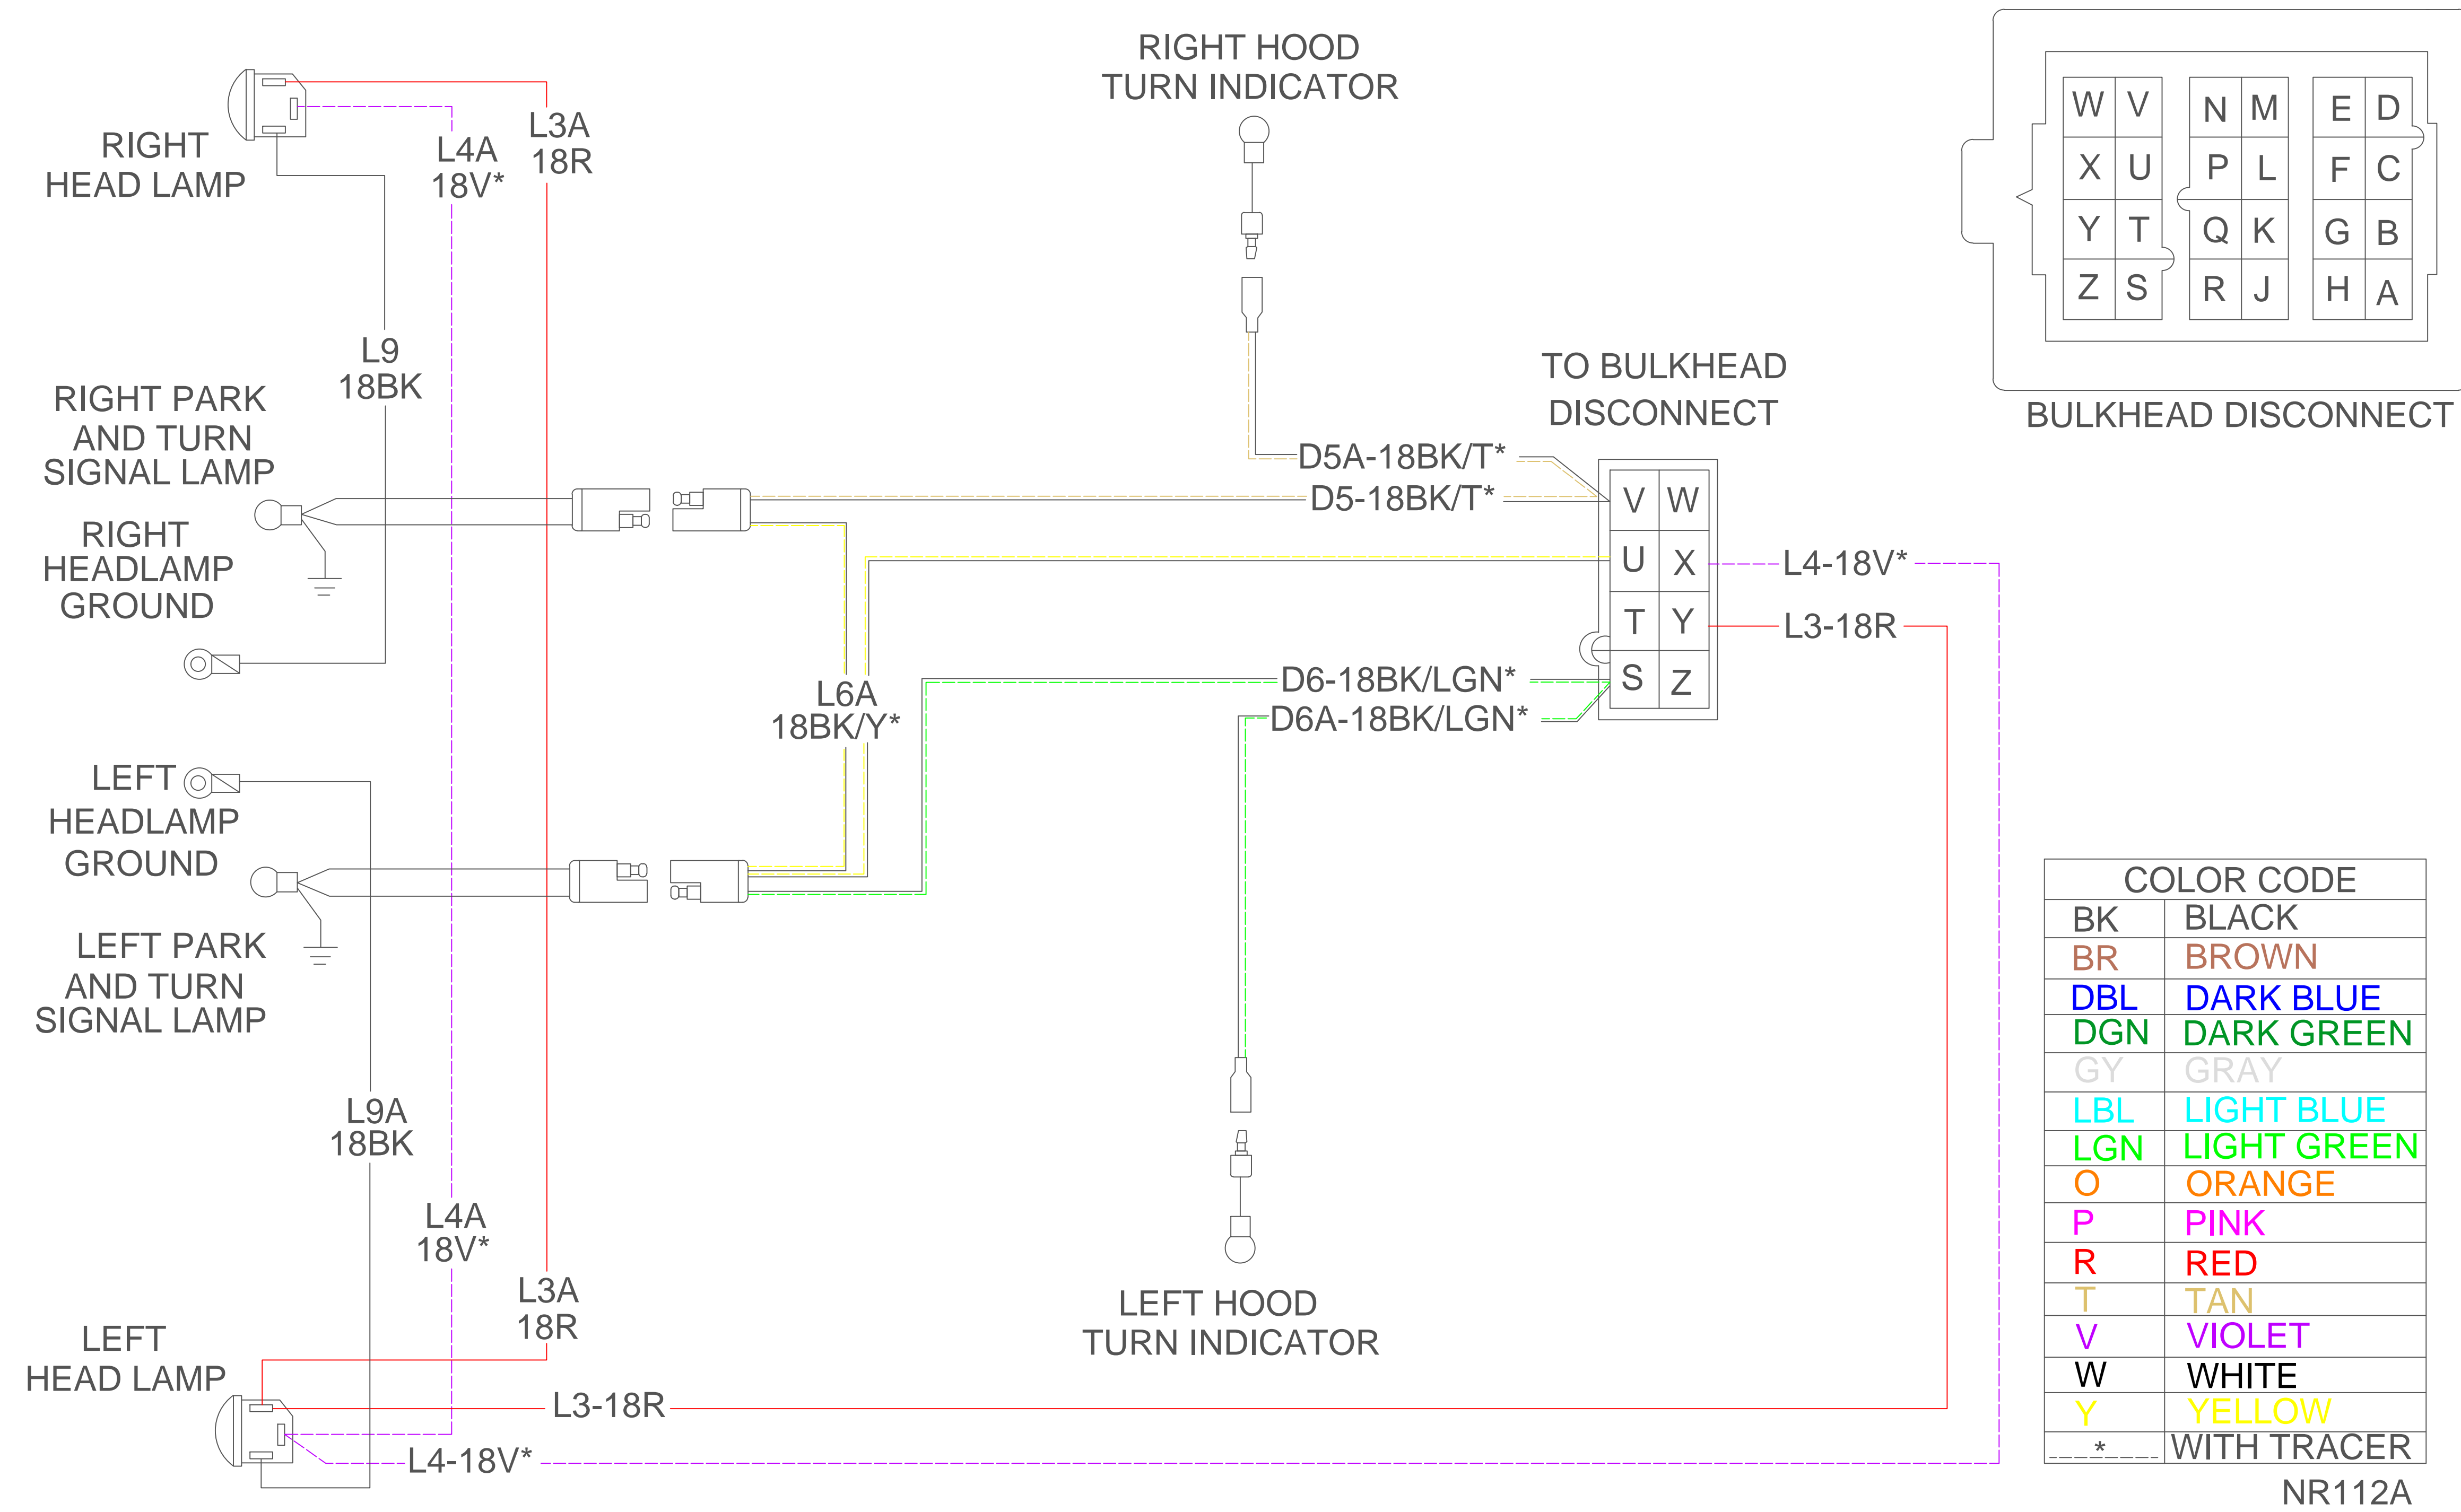 RIGHT HOOD
TURN INDICATOR
RIGHT
HEAD LAMP
L4A
18V*
L3A
18R
L9
18BK
RIGHT PARK
AND TURN
SIGNAL LAMP
RIGHT
HEADLAMP
GROUND
LEFT
HEADLAMP
GROUND
LEFT PARK
AND TURN
SIGNAL LAMP
L9A
18BK
L4A
18V*
L3A
18R
LEFT
HEAD LAMP
L3-18R
L4-18V*
L6A
18BK/Y*
TO BULKHEAD
DISCONNECT
D5A-18BK/T*
D5-18BK/T*
V W
U X
T Y
S Z
L4-18V*
L3-18R
D6-18BK/LGN*
D6A-18BK/LGN*
LEFT HOOD
TURN INDICATOR
W V N M E D
X U P L F C
Y T Q K G B
Z S R J H A
BULKHEAD DISCONNECT
COLOR CODE
BK BLACK
BR BROWN
DBL DARK BLUE
DGN DARK GREEN
GY GRAY
LBL LIGHT BLUE
LGN LIGHT GREEN
O ORANGE
P PINK
R RED
T TAN
V VIOLET
W WHITE
Y YELLOW
* WITH TRACER
NR112A